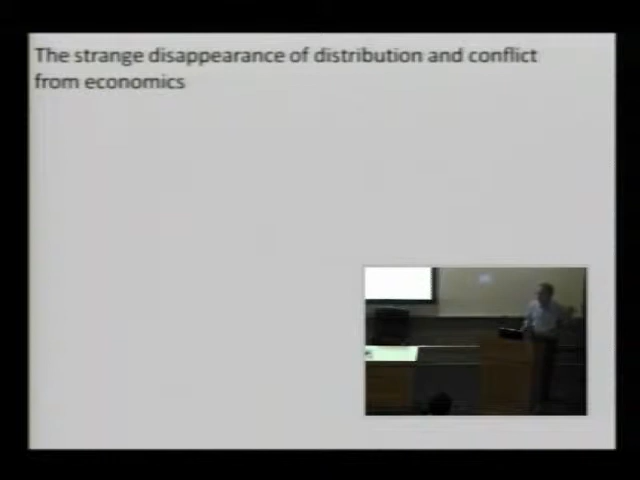 The strange disappearance of distribution and conflict
from economics